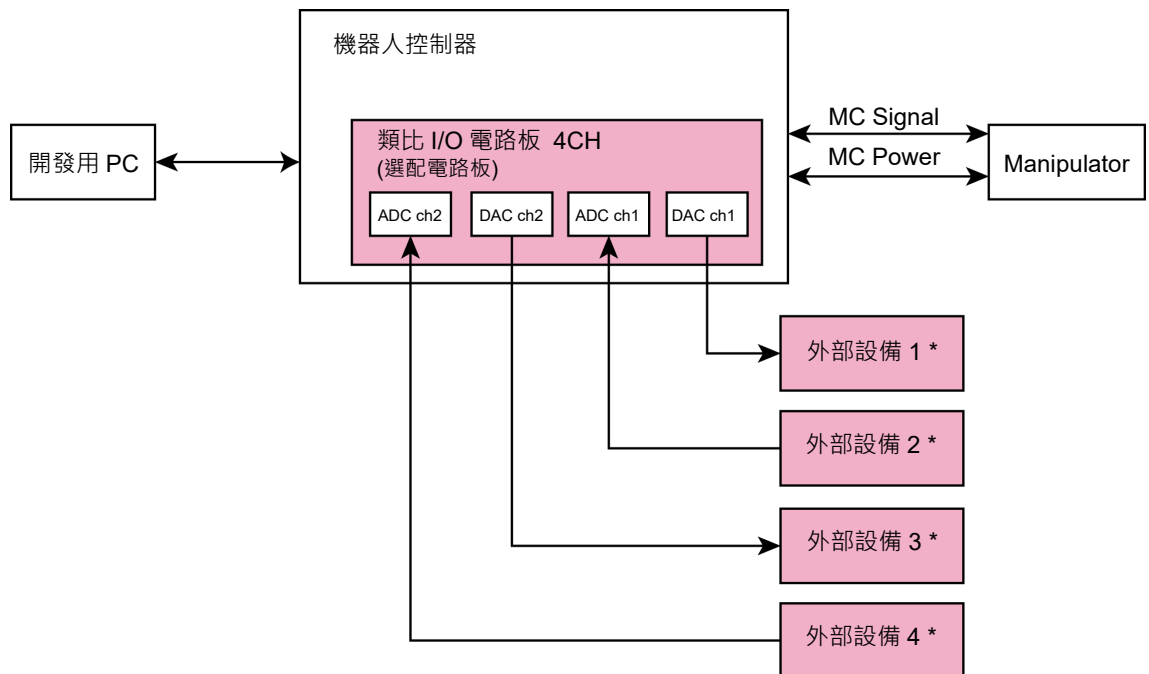 機器人控制器
類比 I/O 電路板 4CH
(選配電路板)
ADC ch2
DAC ch2
ADC ch1
DAC ch1
開發用 PC
MC Signal
MC Power
Manipulator
外部設備 1 *
外部設備 2 *
外部設備 3 *
外部設備 4 *